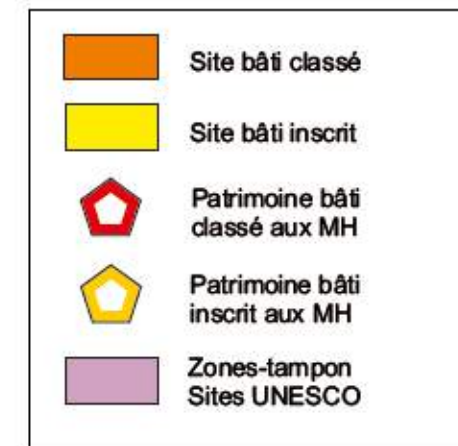 Site bâti classé
Site bâti inscrit
Patrimoine bâti
classé aux MH
Patrimoine bâti
inscrit aux MH
Zones-tampon
Sites UNESCO